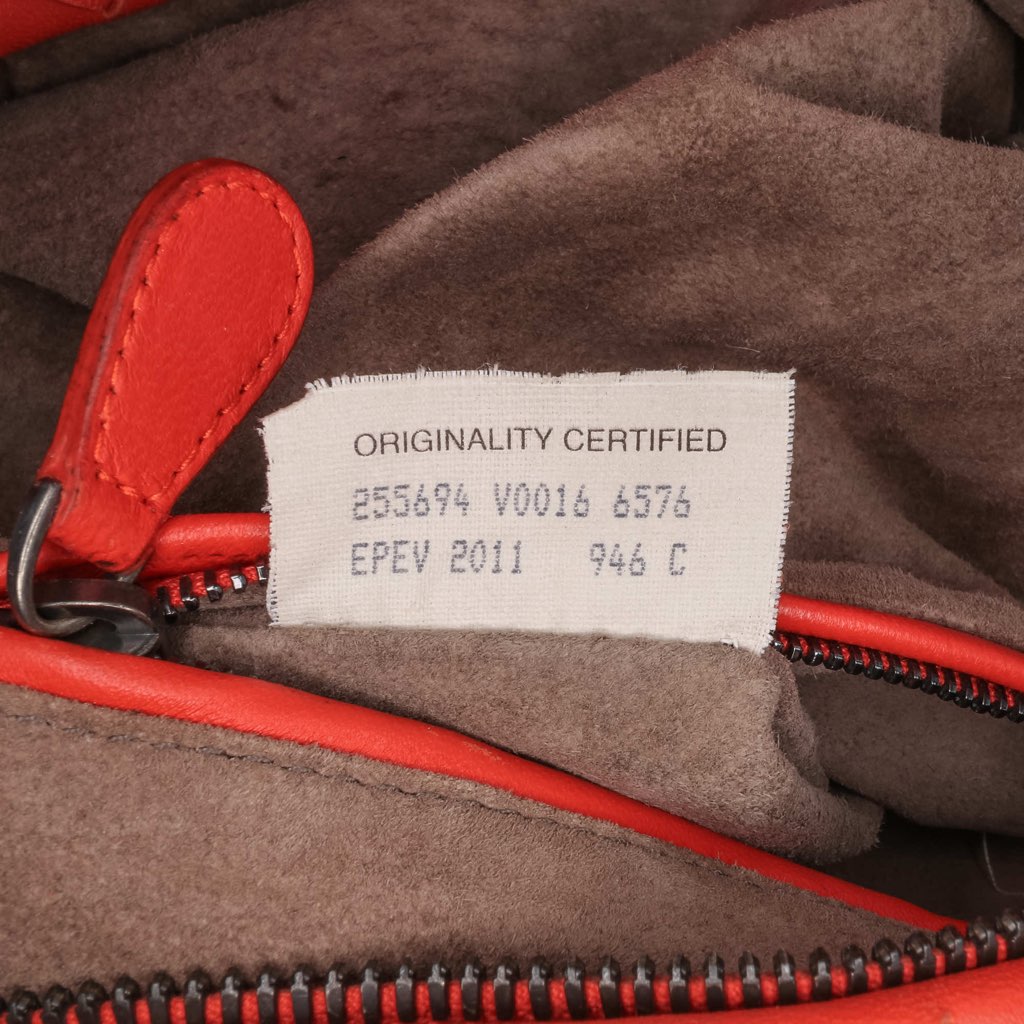 ORIGINALITY CERTIFIED
255694 V0016 6576
EPEV 2011 946 C